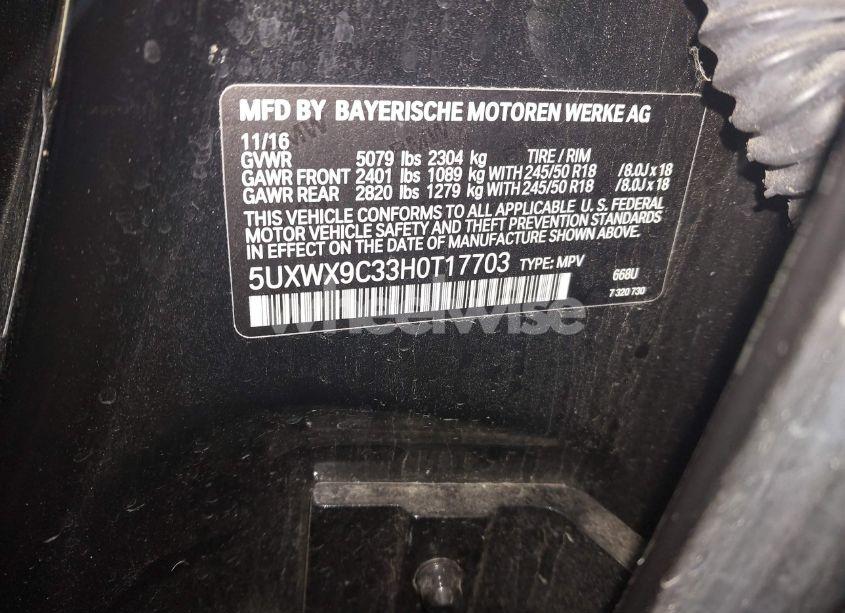 MFD BY BAYERISCHE MOTOREN WERKE AG
11/16
GVWR 5079 lbs 2304 kg TIRE / RIM
GAWR FRONT 2401 lbs 1089 kg WITH 245/50 R18 /8.0J x 18
GAWR REAR 2820 lbs 1279 kg WITH 245/50 R18 /8.0J x 18
THIS VEHICLE CONFORMS TO ALL APPLICABLE U.S. FEDERAL
MOTOR VEHICLE SAFETY AND THEFT PREVENTION STANDARDS
IN EFFECT ON THE DATE OF MANUFACTURE SHOWN ABOVE.
5UXWX9C33H0T17703 TYPE: MPV 668U
7 320 730
wheelwise